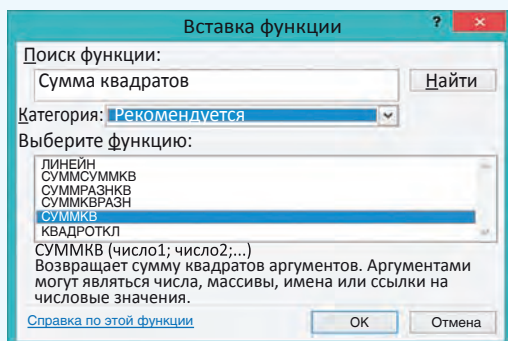 Вставка функции ?
Поиск функции:
Сумма квадратов Найти
Категория: Рекомендуется
Выберите функцию:
ЛИНЕЙН
СУММСУММКВ
СУММРАЗНКВ
СУММКВРАЗН
СУММКВ
КВАДРОТКЛ
СУММКВ (число1; число2;...)
Возвращает сумму квадратов аргументов. Аргументами
могут являться числа, массивы, имена или ссылки на
числовые значения.
Справка по этой функции OK Отмена